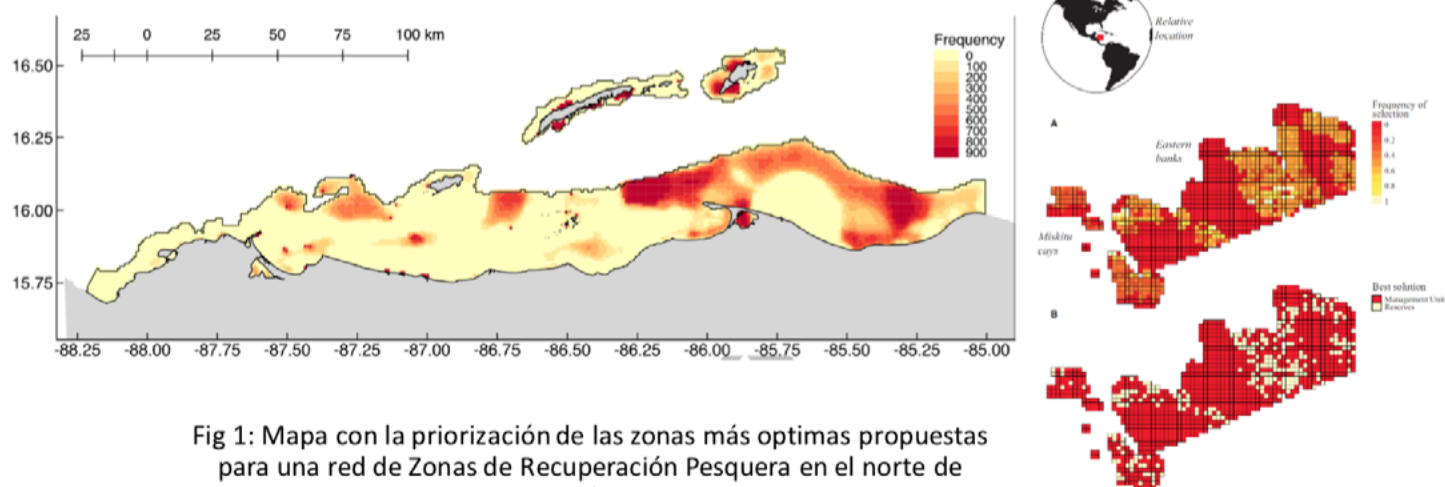 25 0 25 50 75 100 km
Frequency
0
100
200
300
400
500
600
700
800
900
16.50
16.25
16.00
15.75
-88.25 -88.00 -87.75 -87.50 -87.25 -87.00 -86.75 -86.50 -86.25 -86.00 -85.75 -85.50 -85.25 -85.00
Fig 1: Mapa con la priorización de las zonas más optimas propuestas
para una red de Zonas de Recuperación Pesquera en el norte de
Relative
location
A
Frequency of
selection
0
0.2
0.4
0.6
0.8
1
Eastern
banks
Miskitu
cays
B
Best solution
Management Unit
Reserves